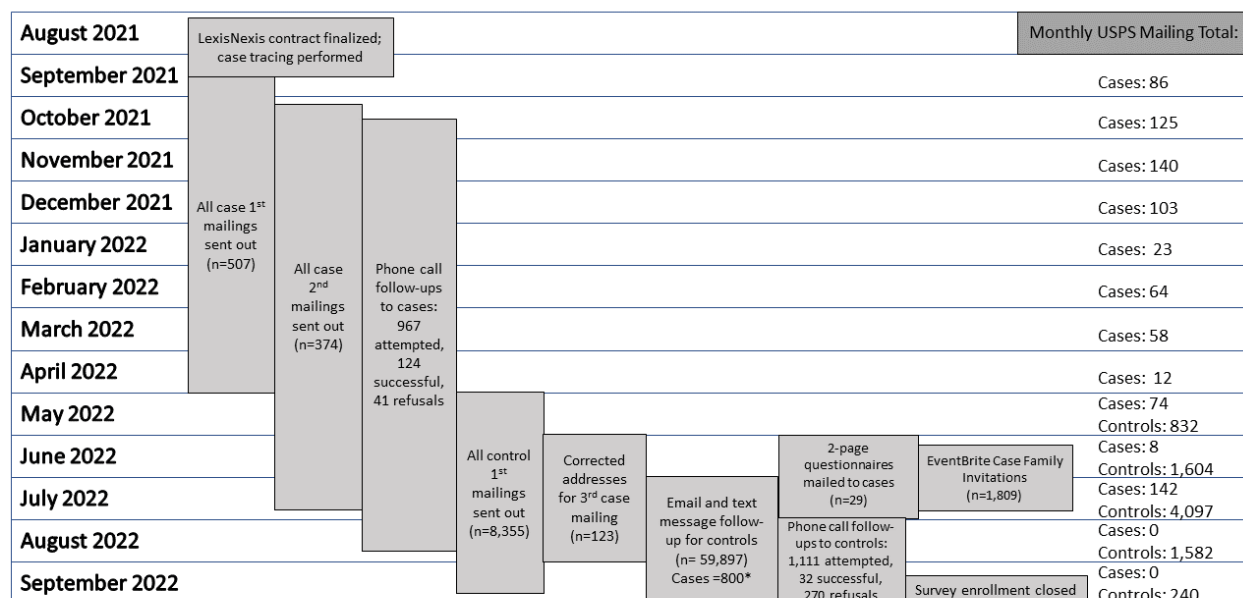 August 2021
September 2021
October 2021
November 2021
December 2021
January 2022
February 2022
March 2022
April 2022
May 2022
June 2022
July 2022
August 2022
September 2022
LexisNexis contract finalized;
case tracing performed
All case 1st
mailings
sent out
(n=507)
All case
2nd
mailings
sent out
(n=374)
Phone call
follow-ups
to cases:
967
attempted,
124
successful,
41 refusals
All control
1st
mailings
sent out
(n=8,355)
Corrected
addresses
for 3rd case
mailing
(n=123)
Email and text
message follow-
up for controls
(n= 59,897)
Cases =800*
2-page
questionnaires
mailed to cases
(n=29)
Phone call follow-
ups to controls:
1,111 attempted,
32 successful,
270 refusals
EventBrite Case Family
Invitations
(n=1,809)
Survey enrollment closed
Monthly USPS Mailing Total:
Cases: 86
Cases: 125
Cases: 140
Cases: 103
Cases: 23
Cases: 64
Cases: 58
Cases: 12
Cases: 74
Controls: 832
Cases: 8
Controls: 1,604
Cases: 142
Controls: 4,097
Cases: 0
Controls: 1,582
Cases: 0
Controls: 240